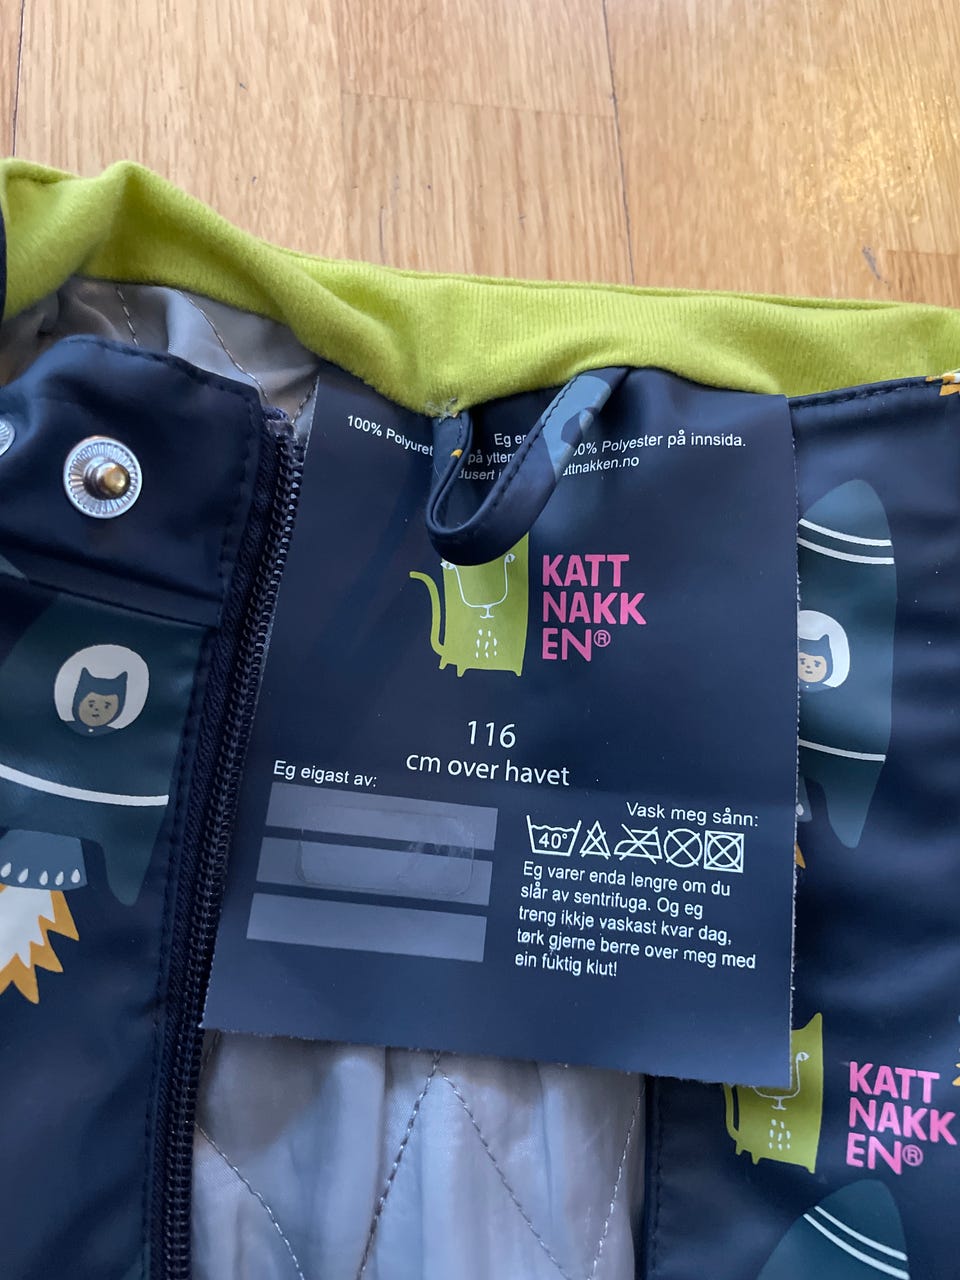 100% Polyuret
Eg er
50% Polyester på innsida.
på ytter
dusert i
attnakken.no
KATT
NAKK
EN®
116
cm over havet
Eg eigast av:
Vask meg sånn:
40°
Eg varer enda lengre om du
slår av sentrifuga. Og eg
treng ikkje vaskast kvar dag,
tørk gjerne berre over meg med
ein fuktig klut!
KATT
NAKK
EN®